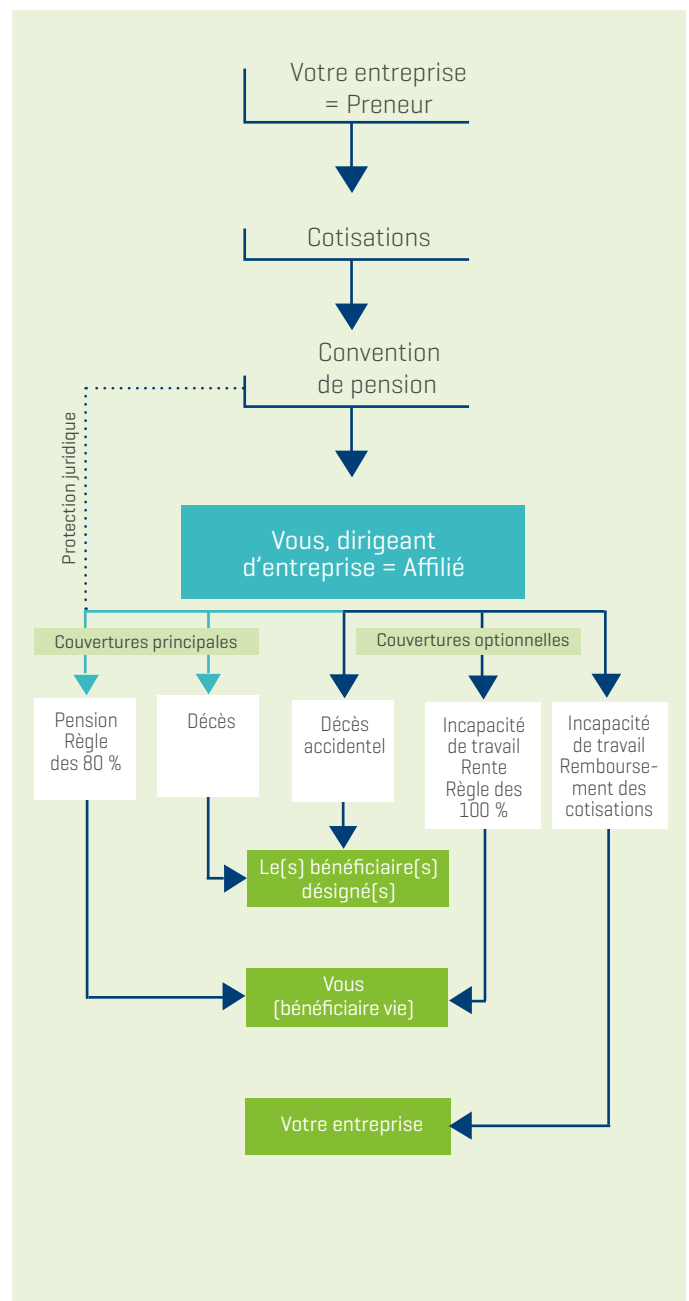 Votre entreprise
= Preneur
Cotisations
Convention
de pension
Protection juridique
Vous, dirigeant
d'entreprise = Affilié
Couvertures principales
Couvertures optionnelles
Pension
Règle
des 80 %
Décès
Décès
accidentel
Incapacité
de travail
Rente
Règle des
100 %
Incapacité
de travail
Rembourse-
ment des
cotisations
Le(s) bénéficiaire(s)
désigné(s)
Vous
(bénéficiaire vie)
Votre entreprise